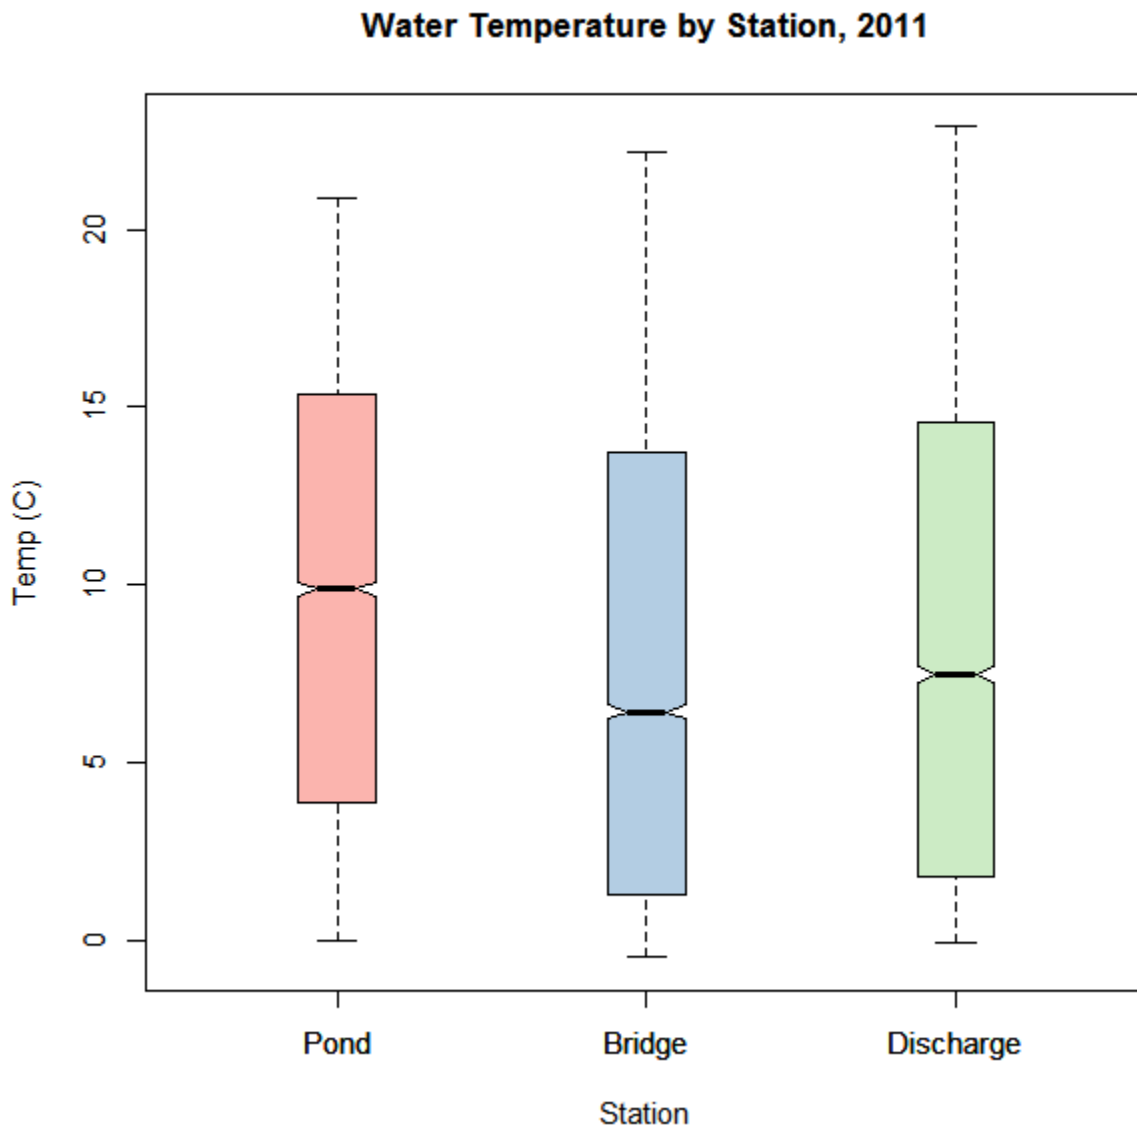 Water Temperature by Station, 2011
20
15
10
5
0
Temp (C)
Pond Bridge Discharge
Station